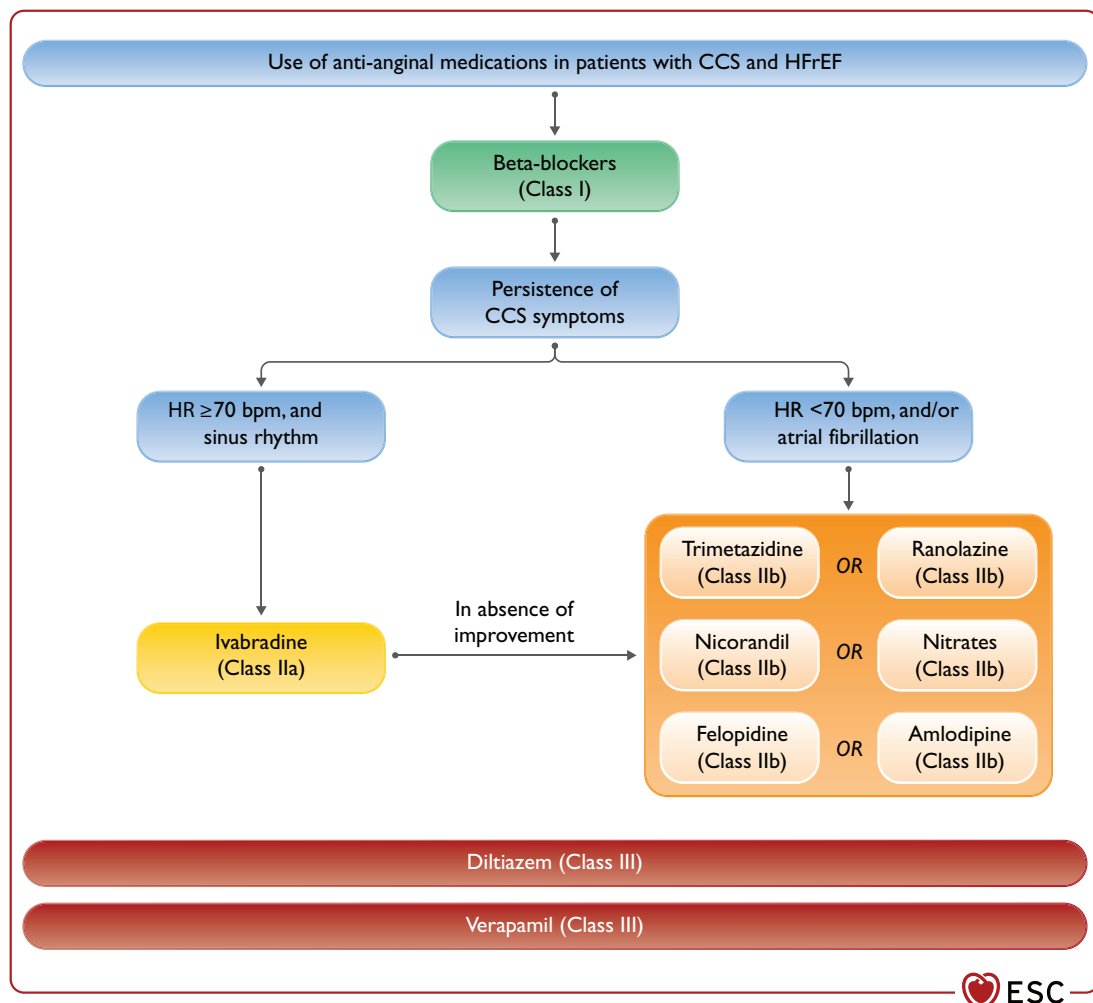 Use of anti-anginal medications in patients with CCS and HFrEF
Beta-blockers
(Class I)
Persistence of
CCS symptoms
HR ≥70 bpm, and
sinus rhythm
HR <70 bpm, and/or
atrial fibrillation
Trimetazidine
(Class IIb)
OR
Ranolazine
(Class IIb)
In absence of
improvement
Ivabradine
(Class IIa)
Nicorandil
(Class IIb)
OR
Nitrates
(Class IIb)
Felopidine
(Class IIb)
OR
Amlodipine
(Class IIb)
Diltiazem (Class III)
Verapamil (Class III)
ESC